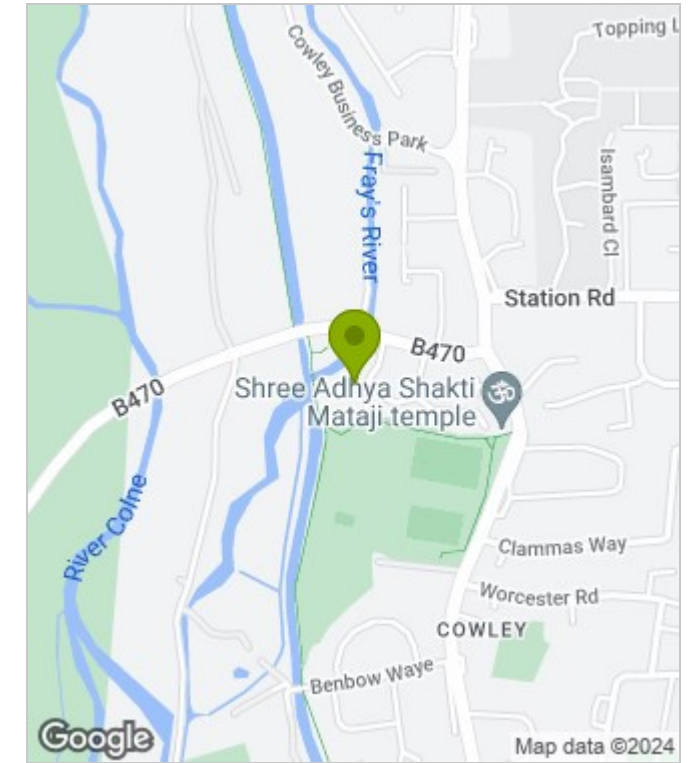 Topping L
Cowley Business Park
Isambard Cl
Fray's River
Station Rd
B470
Shree Adhya Shakti
Mataji temple
ॐ
B470
River Colne
Clammas Way
Worcester Rd
COWLEY
Benbow Waye
Google
Map data ©2024